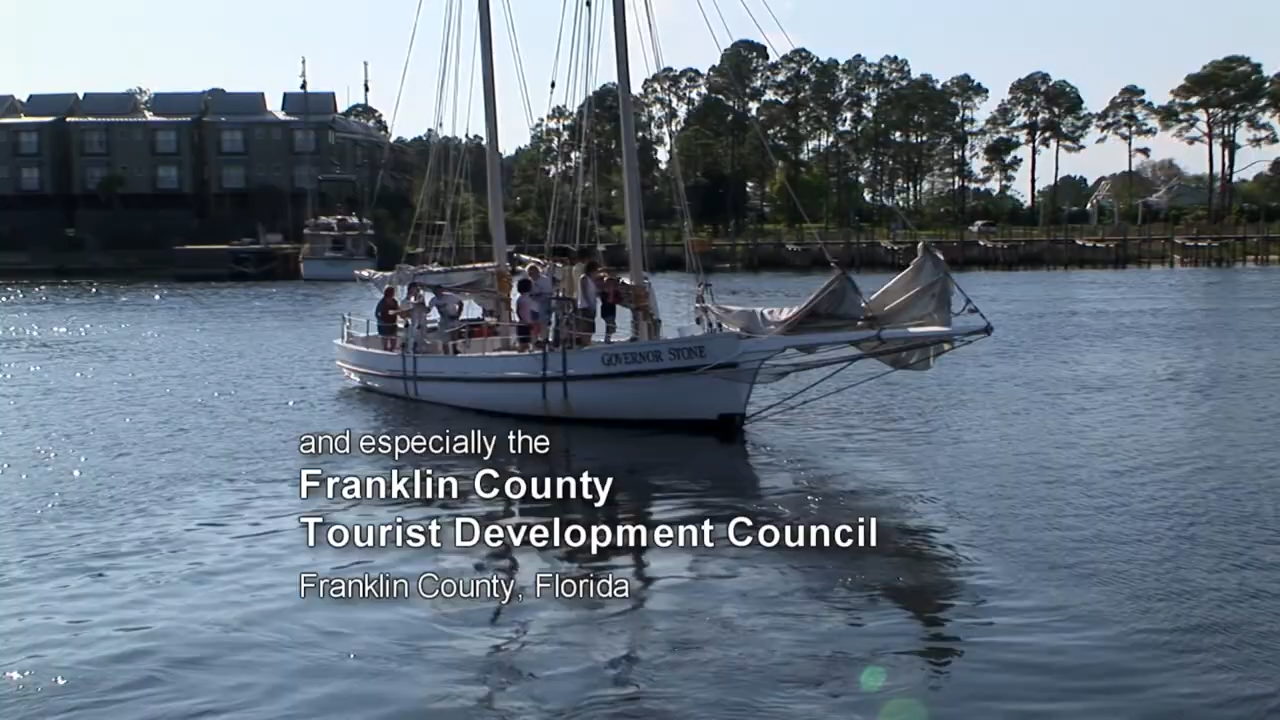 GOVERNOR STONE
and especially the
Franklin County
Tourist Development Council
Franklin County, Florida